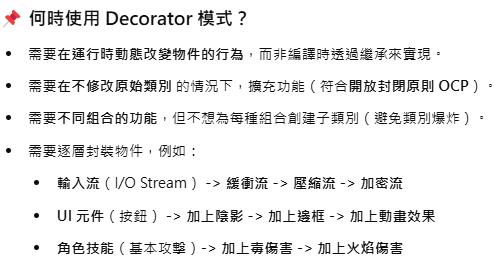 📌 何時使用 Decorator 模式？
• 需要在運行時動態改變物件的行為，而非編譯時透過繼承來實現。
• 需要在不修改原始類別 的情況下，擴充功能（符合開放封閉原則 OCP）。
• 需要不同組合的功能，但不想為每種組合創建子類別（避免類別爆炸）。
• 需要逐層封裝物件，例如：
• 輸入流（I/O Stream） -> 緩衝流 -> 壓縮流 -> 加密流
• UI 元件（按鈕） -> 加上陰影 -> 加上邊框 -> 加上動畫效果
• 角色技能（基本攻擊）-> 加上毒傷害 -> 加上火焰傷害